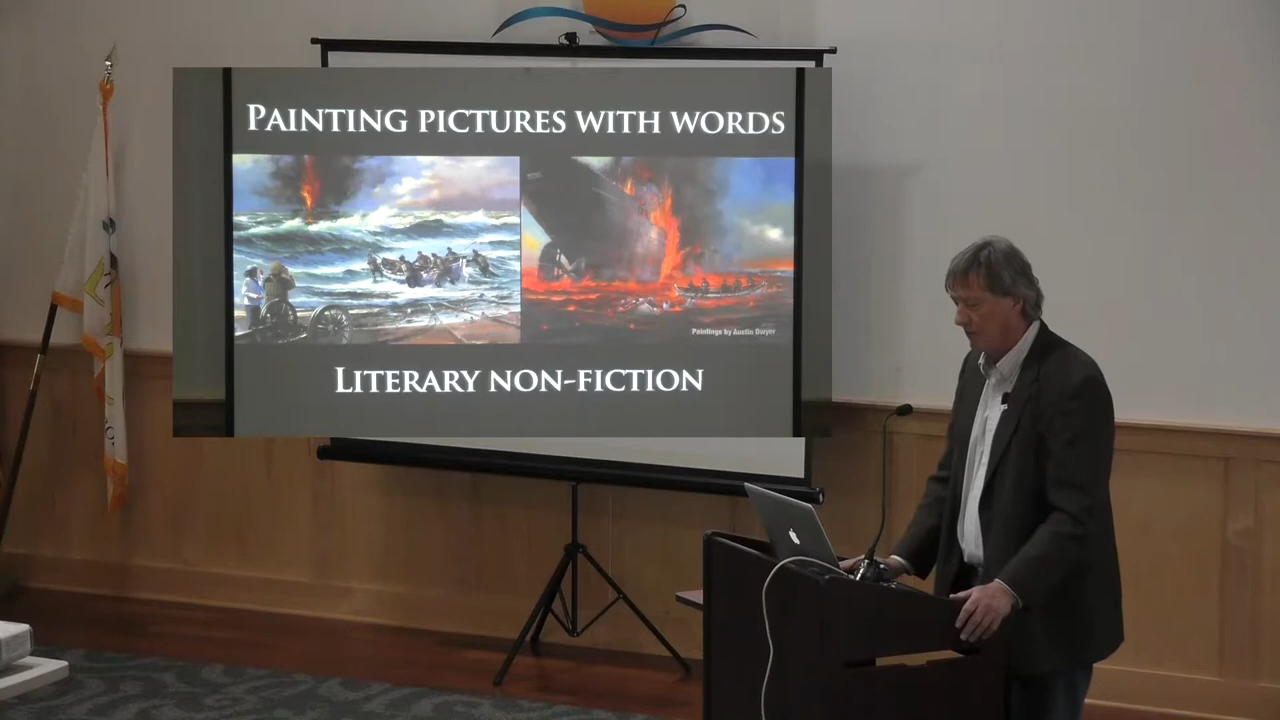 PAINTING PICTURES WITH WORDS
Paintings by Austin Dwyer
LITERARY NON-FICTION